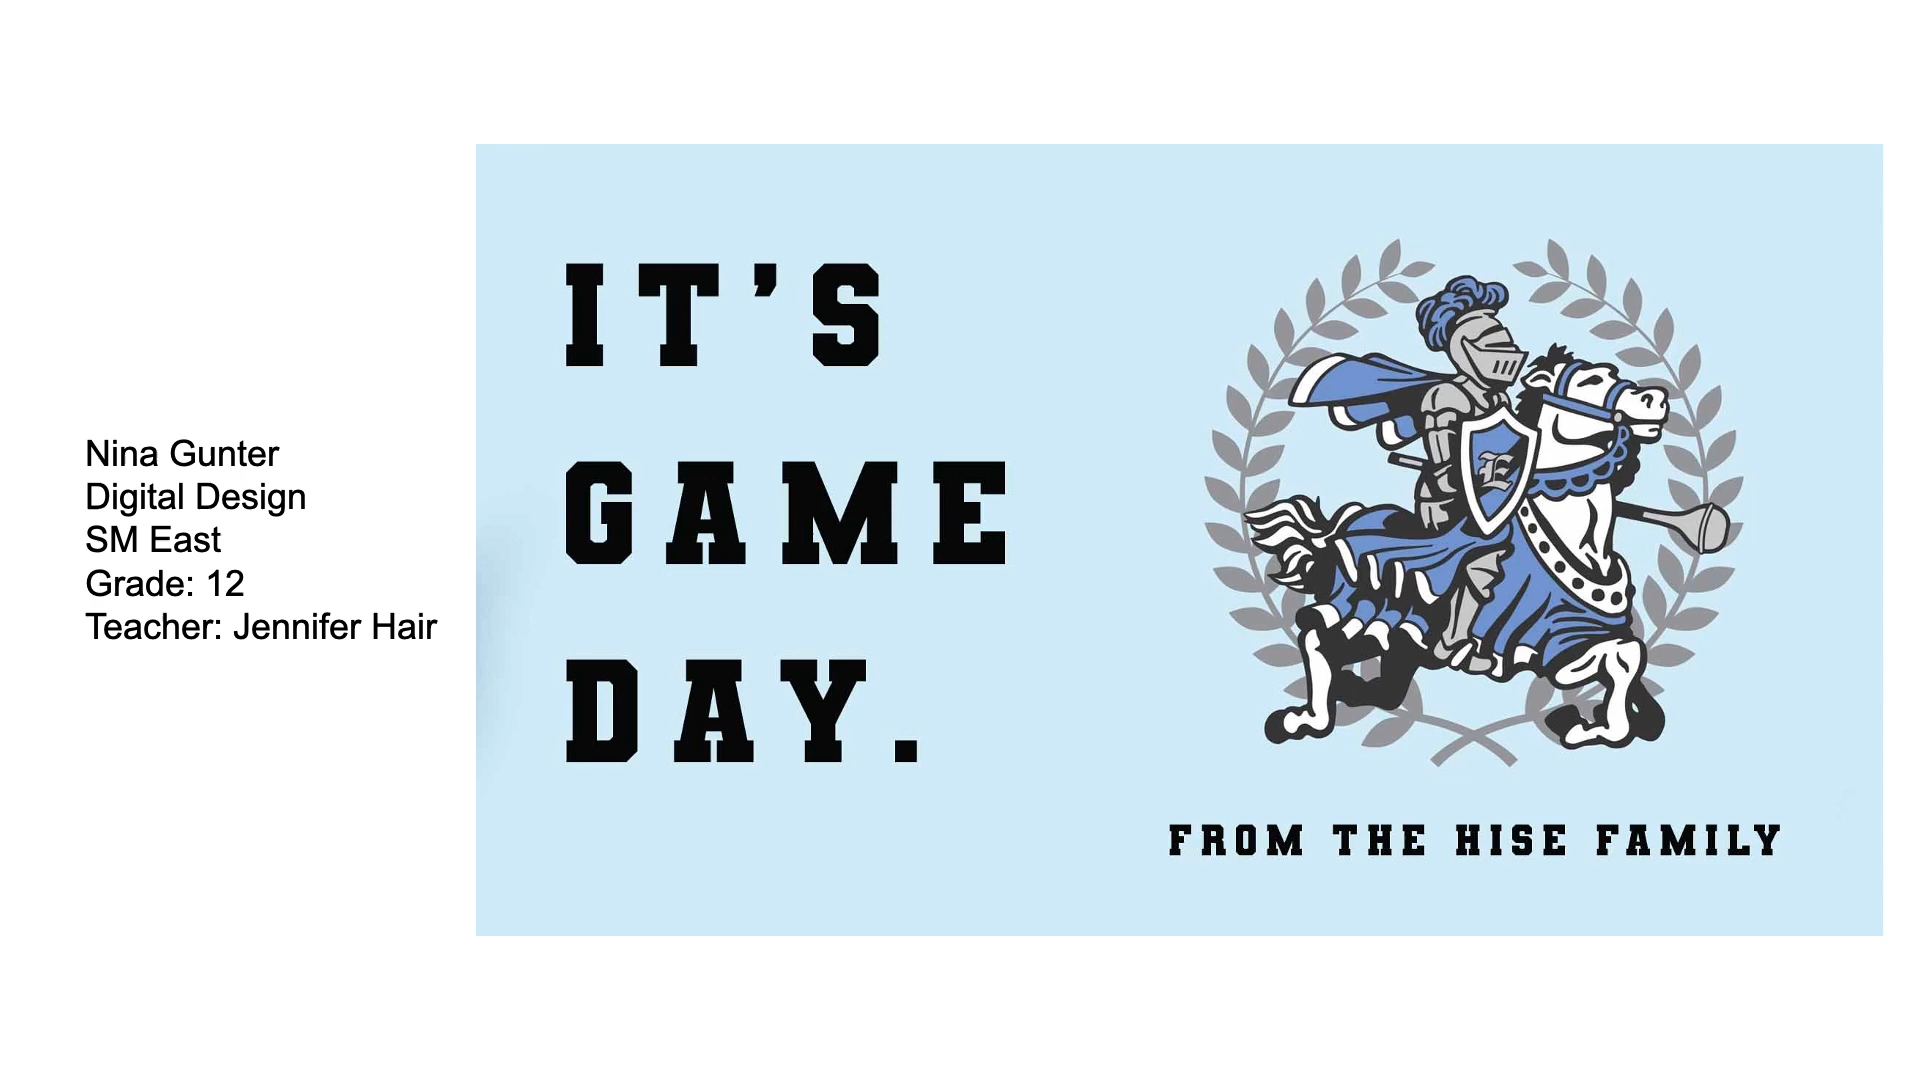 Nina Gunter
Digital Design
SM East
Grade: 12
Teacher: Jennifer Hair
IT'S
GAME
DAY.
E
FROM THE HISE FAMILY